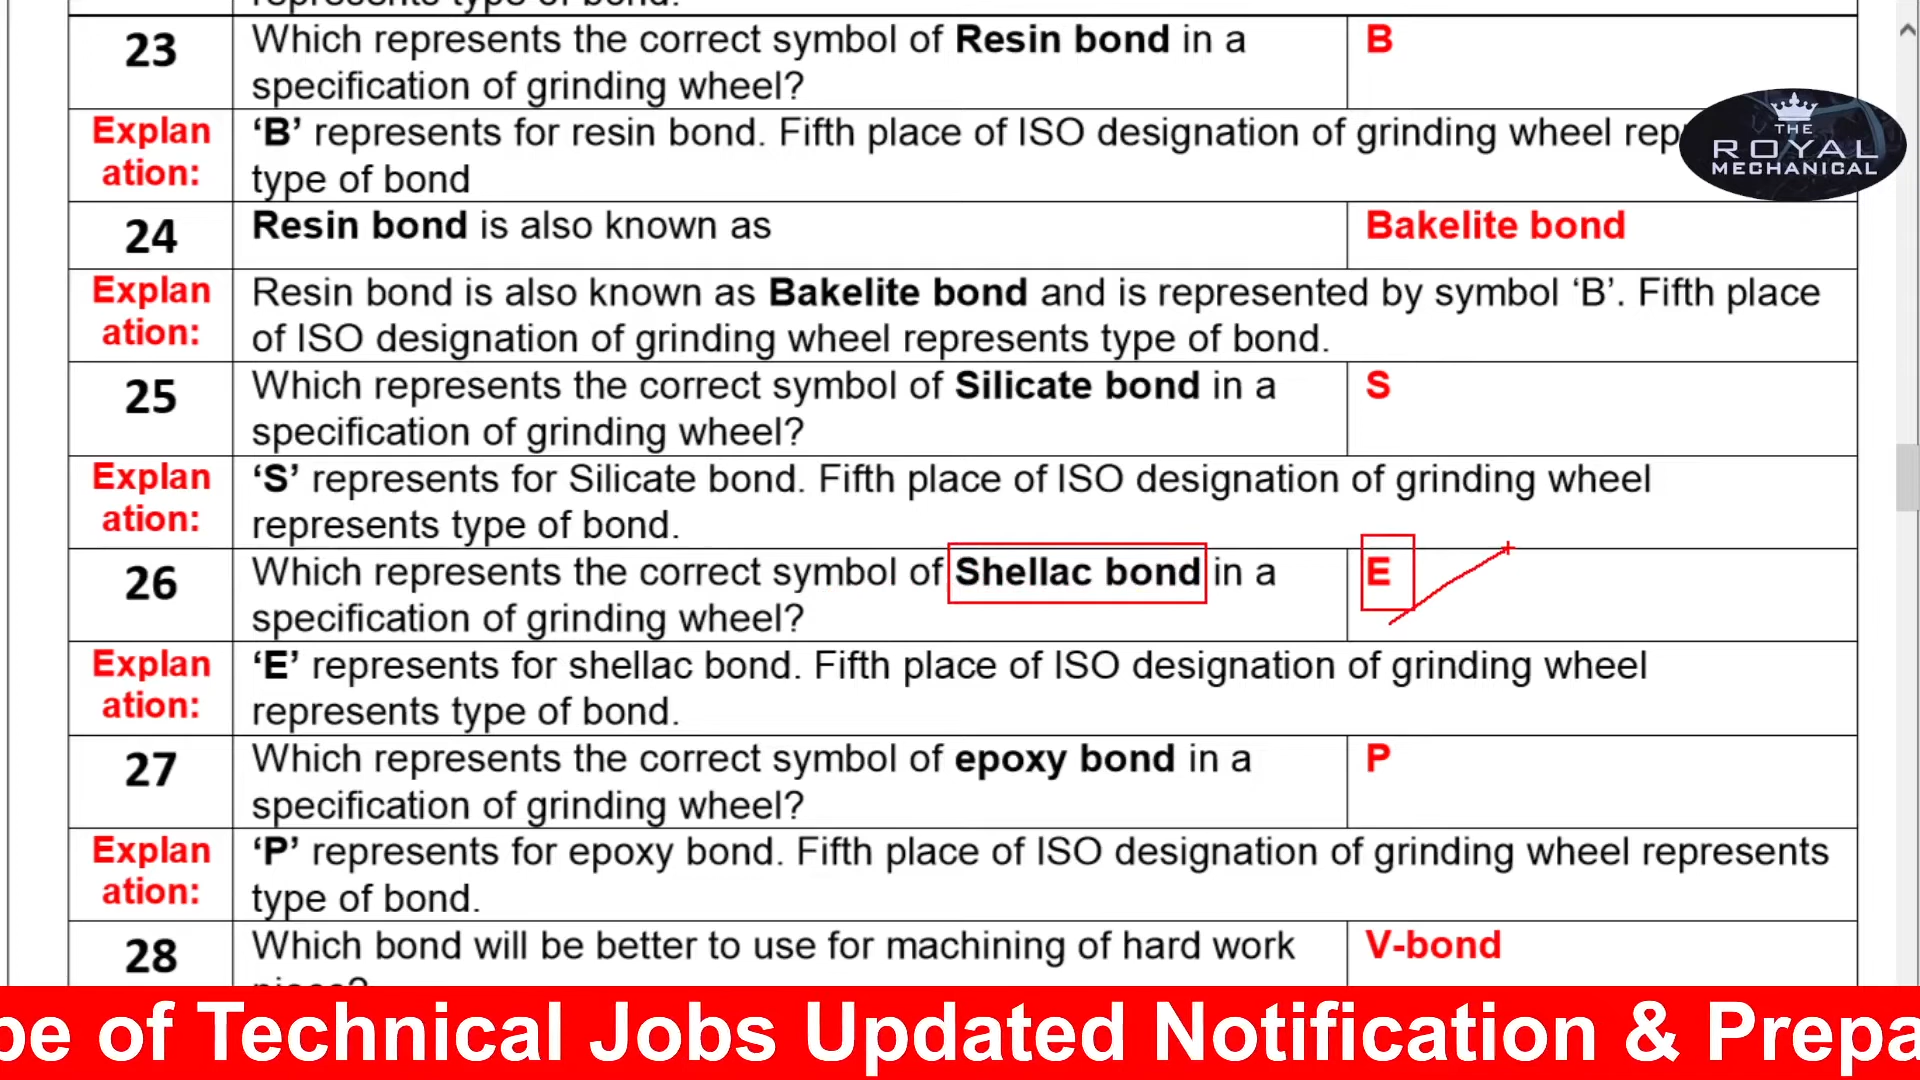 represents type of bond.
23 Which represents the correct symbol of Resin bond in a B
specification of grinding wheel?
Explan ‘B’ represents for resin bond. Fifth place of ISO designation of grinding wheel rep
ation: type of bond
THE
ROYAL
MECHANICAL
24 Resin bond is also known as Bakelite bond
Explan Resin bond is also known as Bakelite bond and is represented by symbol ‘B’. Fifth place
ation: of ISO designation of grinding wheel represents type of bond.
25 Which represents the correct symbol of Silicate bond in a S
specification of grinding wheel?
Explan ‘S’ represents for Silicate bond. Fifth place of ISO designation of grinding wheel
ation: represents type of bond.
26 Which represents the correct symbol of Shellac bond in a E
specification of grinding wheel?
Explan ‘E’ represents for shellac bond. Fifth place of ISO designation of grinding wheel
ation: represents type of bond.
27 Which represents the correct symbol of epoxy bond in a P
specification of grinding wheel?
Explan ‘P’ represents for epoxy bond. Fifth place of ISO designation of grinding wheel represents
ation: type of bond.
28 Which bond will be better to use for machining of hard work V-bond
pe of Technical Jobs Updated Notification & Prepa